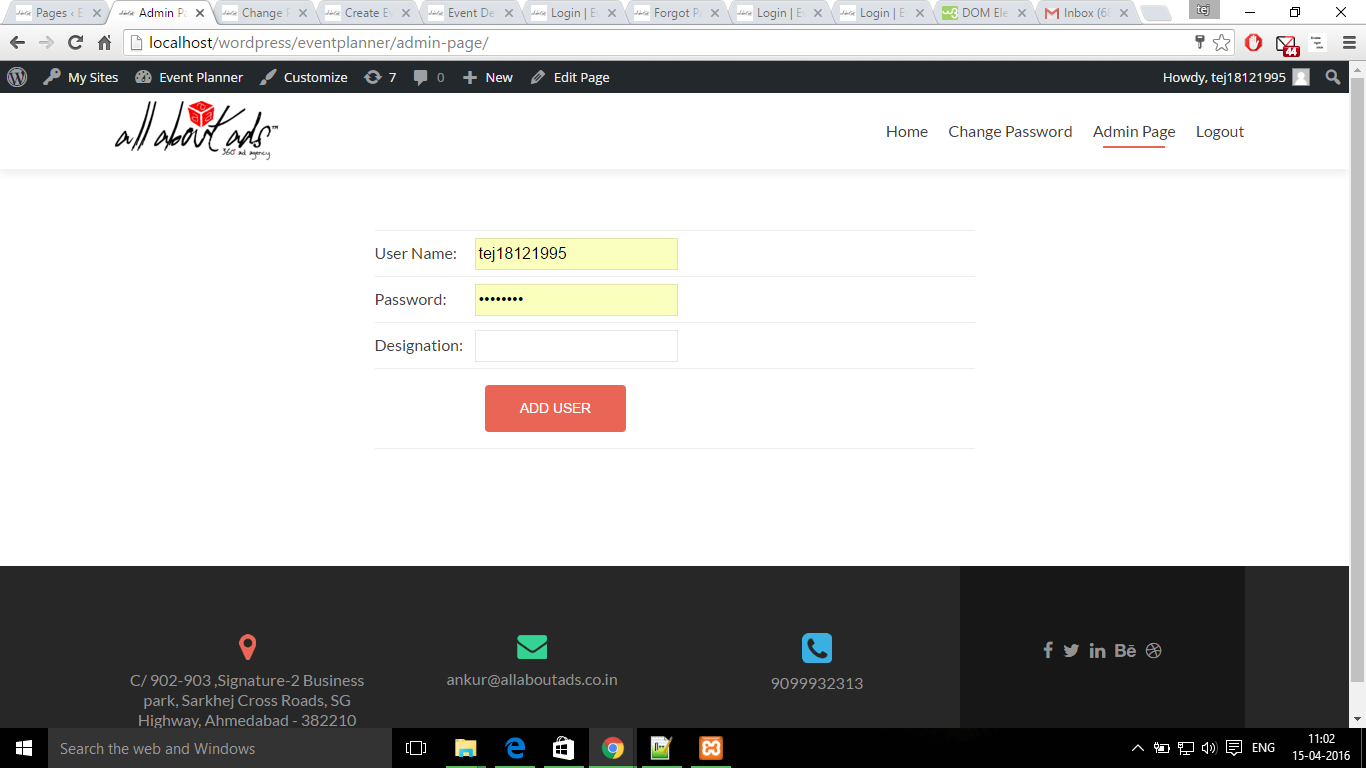 Pages ‹ E
Admin Pa
Change P
Create Ev
Event De
Login | E
Forgot Pa
Login | E
Login | E
DOM Ele
Inbox (68
tej
localhost/wordpress/eventplanner/admin-page/
44
My Sites
Event Planner
Customize
7
0
New
Edit Page
Howdy, tej18121995
all about ads™
360 ad agency
Home
Change Password
Admin Page
Logout
User Name:
tej18121995
Password:
••••••••
Designation:
ADD USER
C/ 902-903 ,Signature-2 Business
park, Sarkhej Cross Roads, SG
Highway, Ahmedabad - 382210
ankur@allaboutads.co.in
9099932313
Search the web and Windows
ENG
11:02
15-04-2016